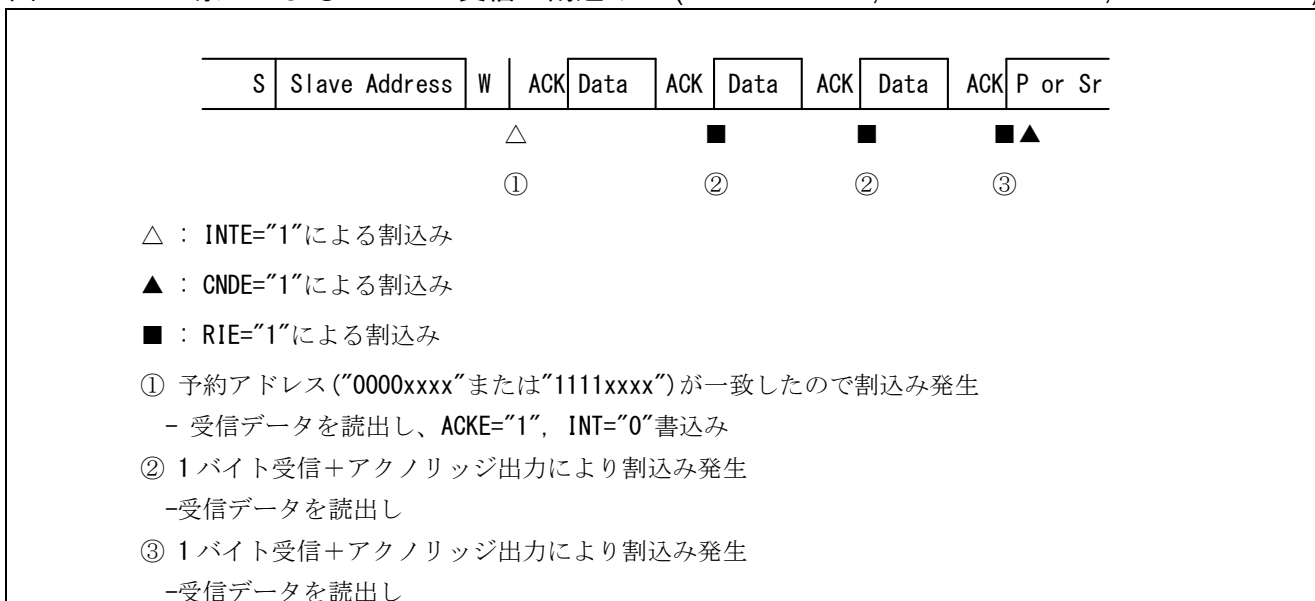 S Slave Address W ACK Data ACK Data ACK Data ACK P or Sr
△ ■ ■ ■▲
① ② ② ③
△ : INTE="1"による割込み
▲ : CNDE="1"による割込み
■ : RIE="1"による割込み
① 予約アドレス("0000xxxx"または"1111xxxx")が一致したので割込み発生
- 受信データを読出し、ACKE="1", INT="0"書込み
② 1バイト受信+アクノリッジ出力により割込み発生
-受信データを読出し
③ 1バイト受信+アクノリッジ出力により割込み発生
-受信データを読出し